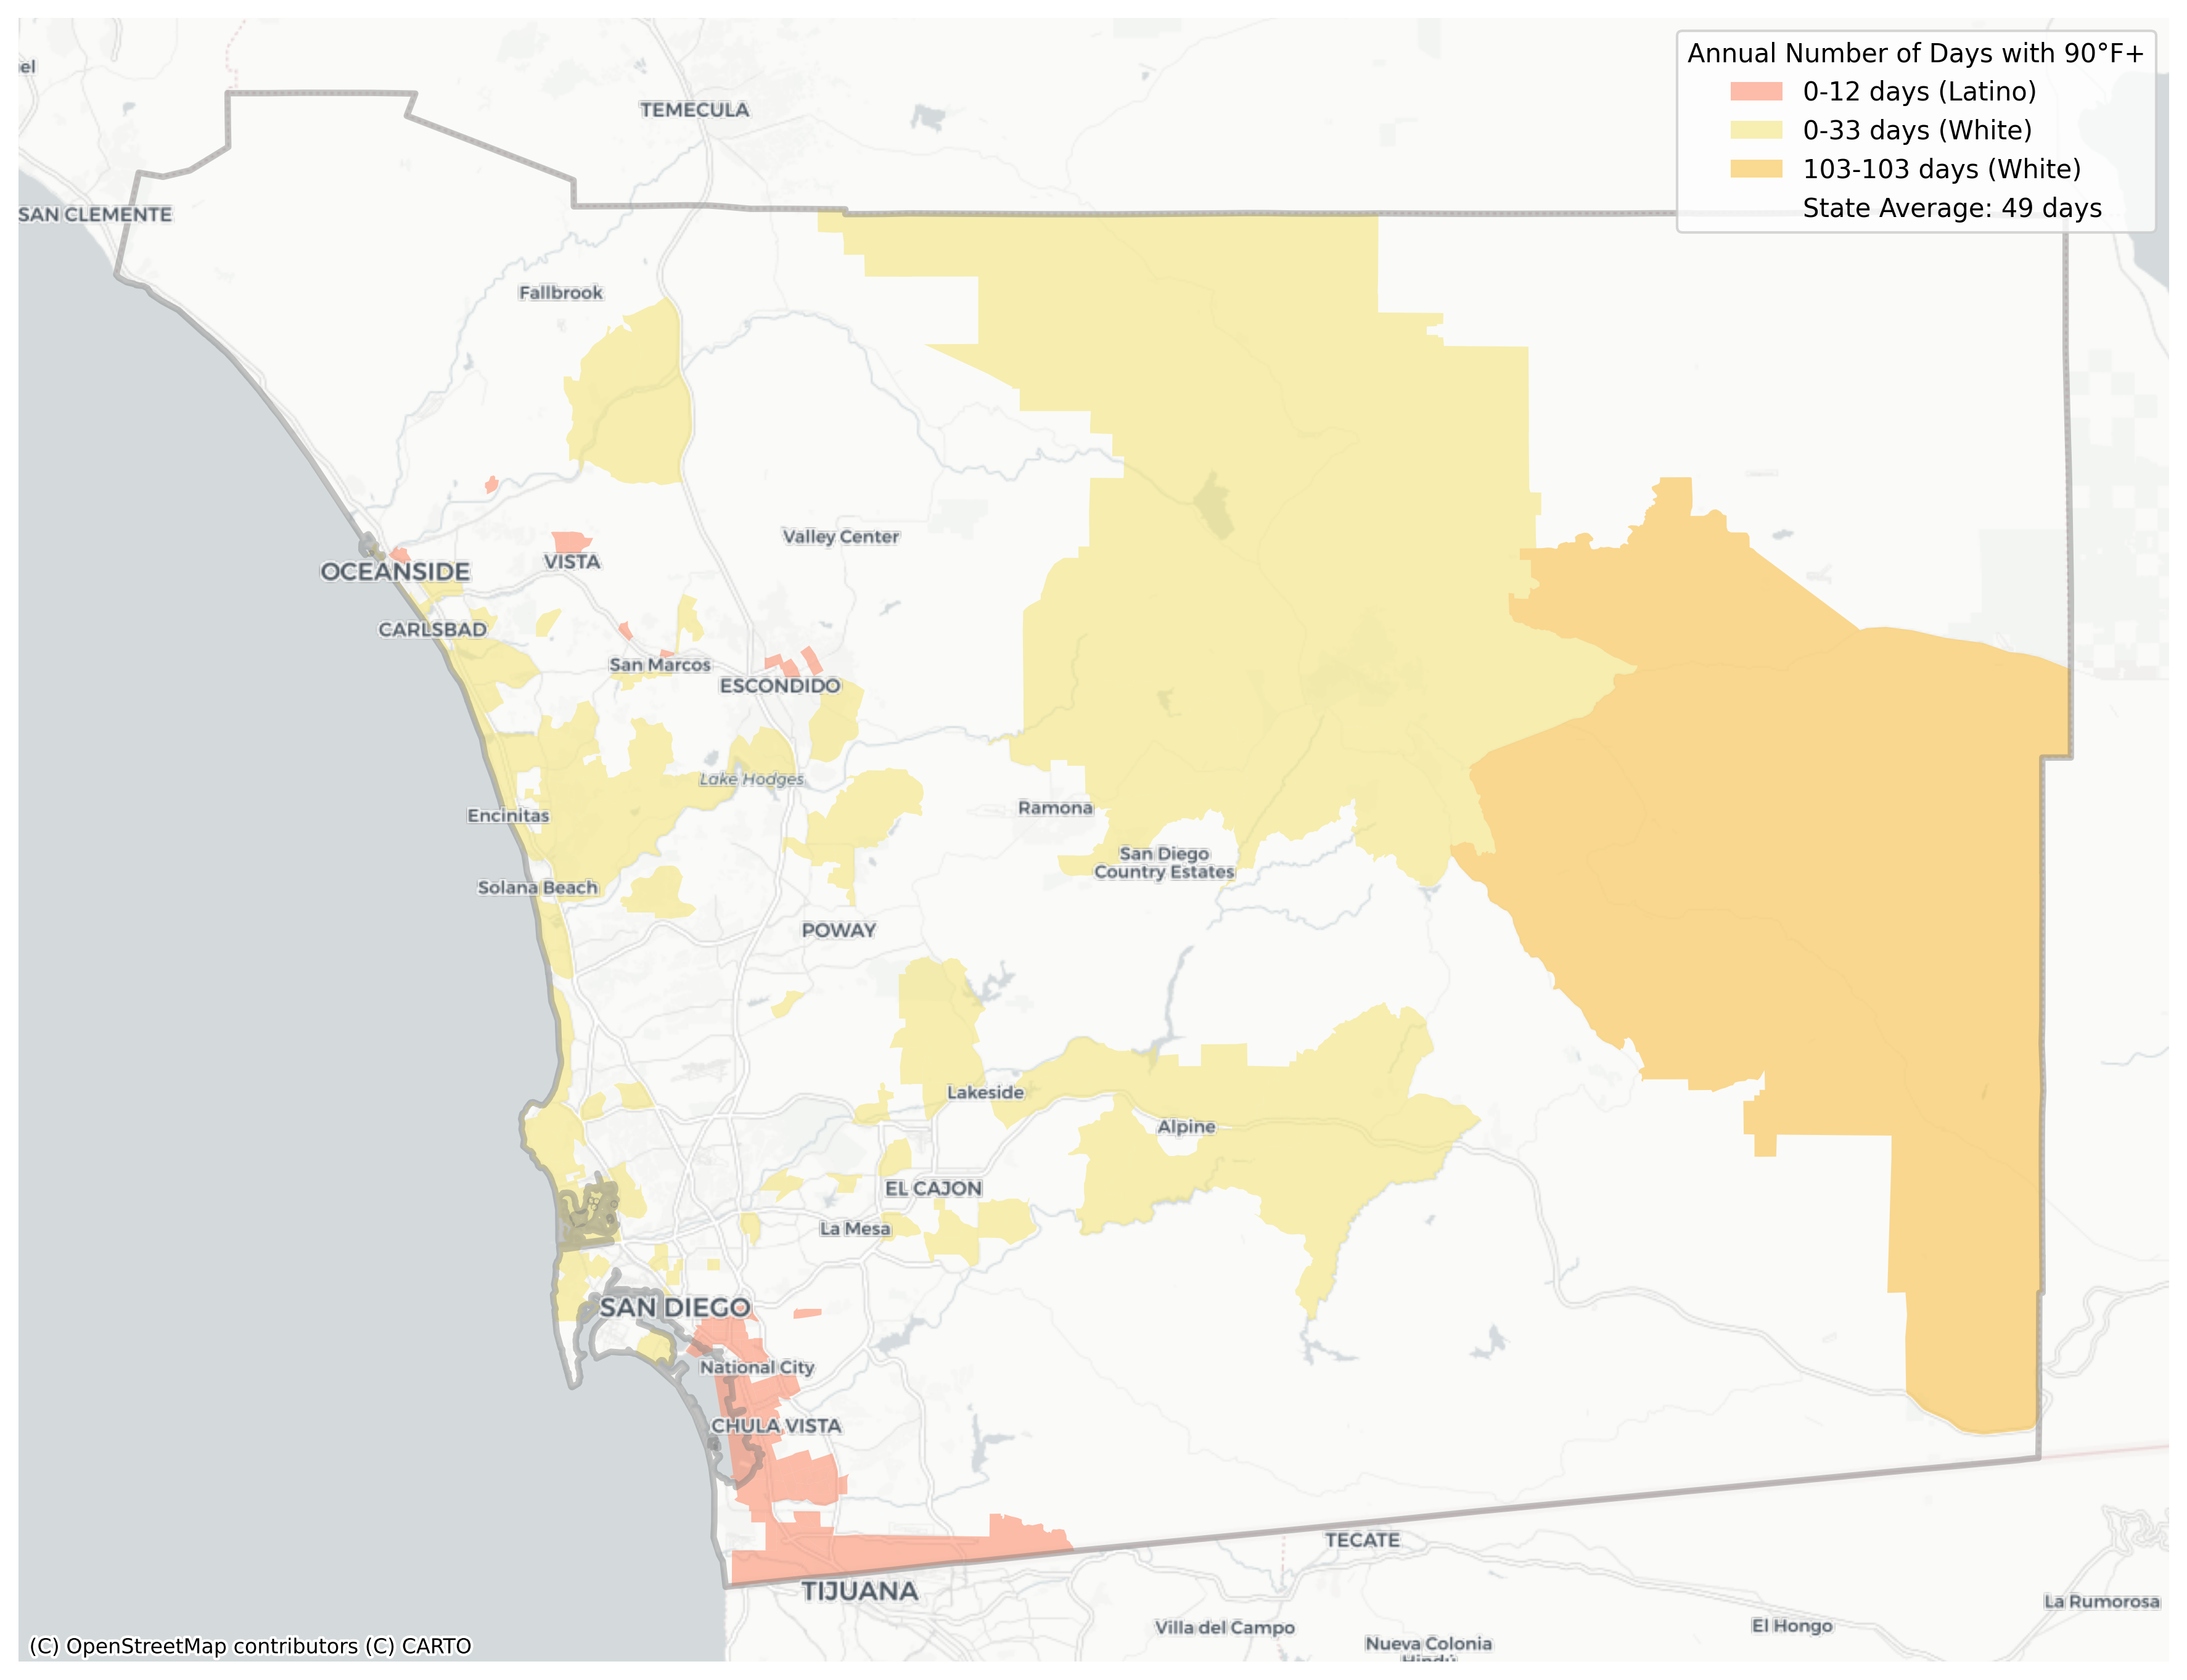 Annual Number of Days with 90°F+
0-12 days (Latino)
0-33 days (White)
103-103 days (White)
State Average: 49 days
el
TEMECULA
SAN CLEMENTE
Fallbrook
Valley Center
VISTA
OCEANSIDE
CARLSBAD
San Marcos
ESCONDIDO
Lake Hodges
Encinitas
Ramona
San Diego
Country Estates
Solana Beach
POWAY
Lakeside
Alpine
EL CAJON
La Mesa
SAN DIEGO
National City
CHULA VISTA
TECATE
TIJUANA
La Rumorosa
Villa del Campo
El Hongo
Nueva Colonia
(C) OpenStreetMap contributors (C) CARTO